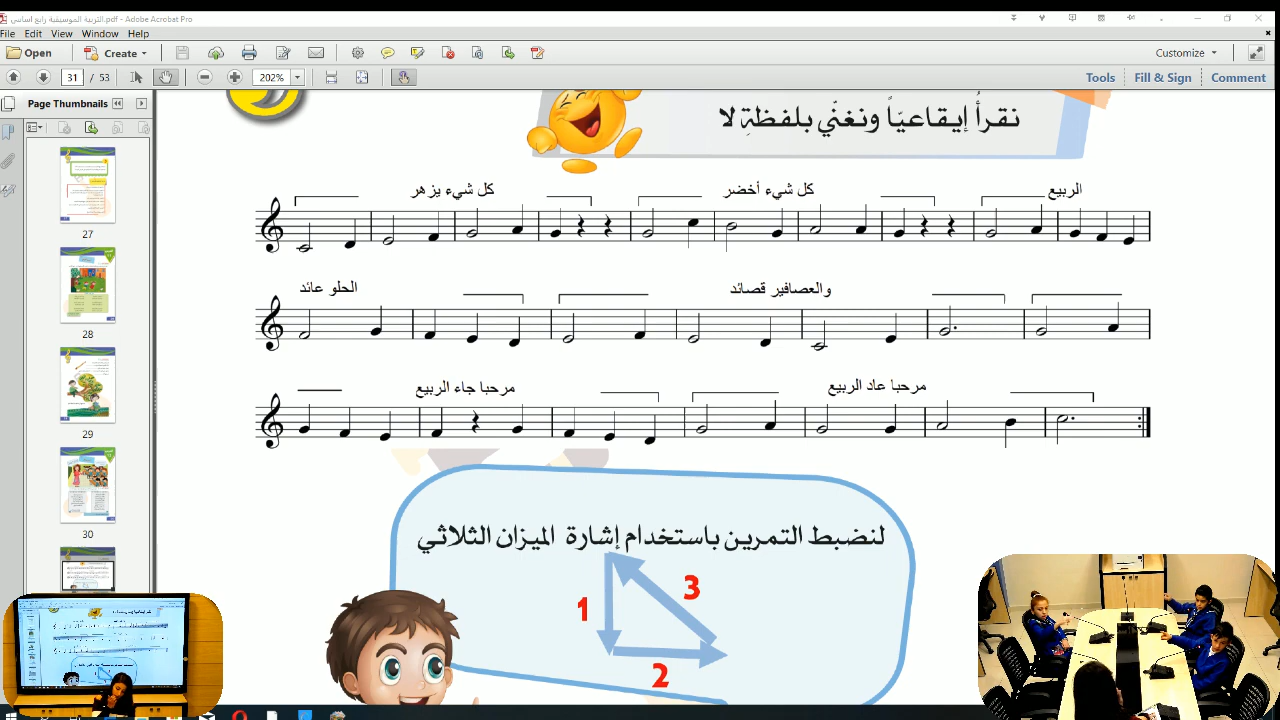 التربية الموسيقية رابع اساسي.pdf - Adobe Acrobat Pro
File Edit View Window Help
Open Create Customize
31 / 53 202% Tools Fill & Sign Comment
Page Thumbnails
27
28
29
30
نقرأُ إيقاعيّاً ونغنّي بلفظةِ لا
كل شيء يزهر كل شيء أخضر الربيع
الحلو عائد والعصافير قصائد
مرحبا جاء الربيع مرحبا عاد الربيع
لنضبط التمرين باستخدام إشارة الميزان الثلاثي
1
3
2